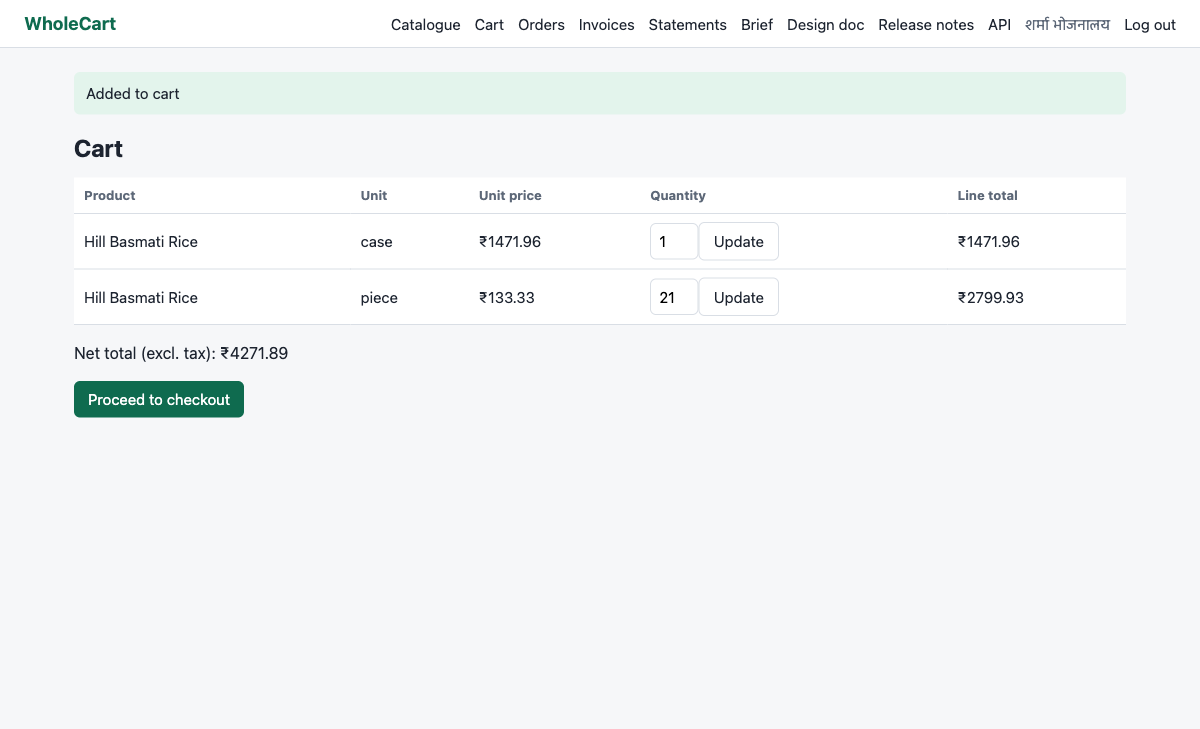 WholeCart Catalogue Cart Orders Invoices Statements Brief Design doc Release notes API शर्मा भोजनालय Log out
Added to cart
Cart
Product Unit Unit price Quantity Line total
Hill Basmati Rice case ₹1471.96 1 Update ₹1471.96
Hill Basmati Rice piece ₹133.33 21 Update ₹2799.93
Net total (excl. tax): ₹4271.89
Proceed to checkout